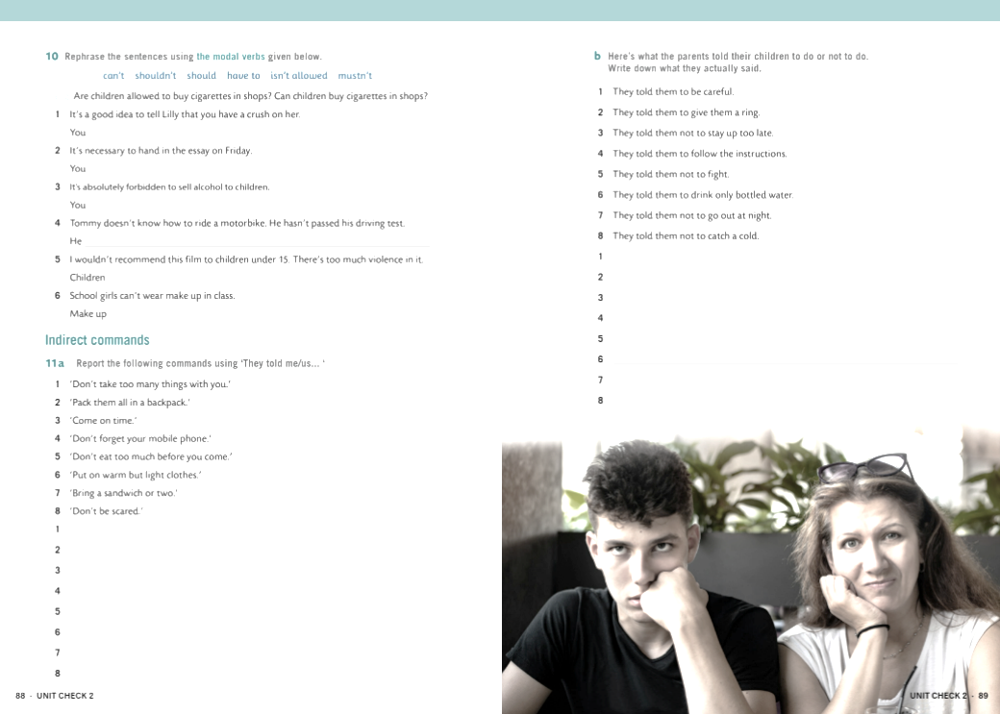 10 Rephrase the sentences using the modal verbs given below.
can't shouldn't should have to isn't allowed mustn't
Are children allowed to buy cigarettes in shops? Can children buy cigarettes in shops?
1 It's a good idea to tell Lilly that you have a crush on her.
You
2 It's necessary to hand in the essay on Friday.
You
3 It's absolutely forbidden to sell alcohol to children.
You
4 Tommy doesn't know how to ride a motorbike. He hasn't passed his driving test.
He
5 I wouldn't recommend this film to children under 15. There's too much violence in it.
Children
6 School girls can't wear make up in class.
Make up
Indirect commands
11a Report the following commands using 'They told me/us... '
1 'Don't take too many things with you.'
2 'Pack them all in a backpack.'
3 'Come on time.'
4 'Don't forget your mobile phone.'
5 'Don't eat too much before you come.'
6 'Put on warm but light clothes.'
7 'Bring a sandwich or two.'
8 'Don't be scared.'
1
2
3
4
5
6
7
8
88 - UNIT CHECK 2
b Here's what the parents told their children to do or not to do.
Write down what they actually said.
1 They told them to be careful.
2 They told them to give them a ring.
3 They told them not to stay up too late.
4 They told them to follow the instructions.
5 They told them not to fight.
6 They told them to drink only bottled water.
7 They told them not to go out at night.
8 They told them not to catch a cold.
1
2
3
4
5
6
7
8
UNIT CHECK 2 - 89